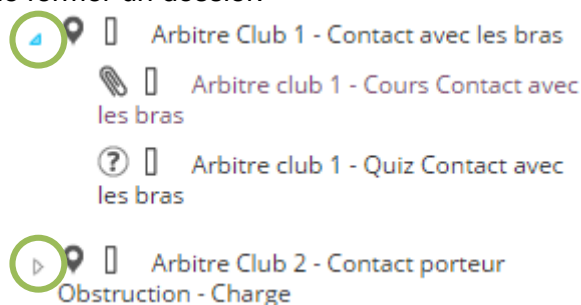 Arbitre Club 1 - Contact avec les bras
Arbitre club 1 - Cours Contact avec
les bras
? Arbitre club 1 - Quiz Contact avec
les bras
Arbitre Club 2 - Contact porteur
Obstruction - Charge